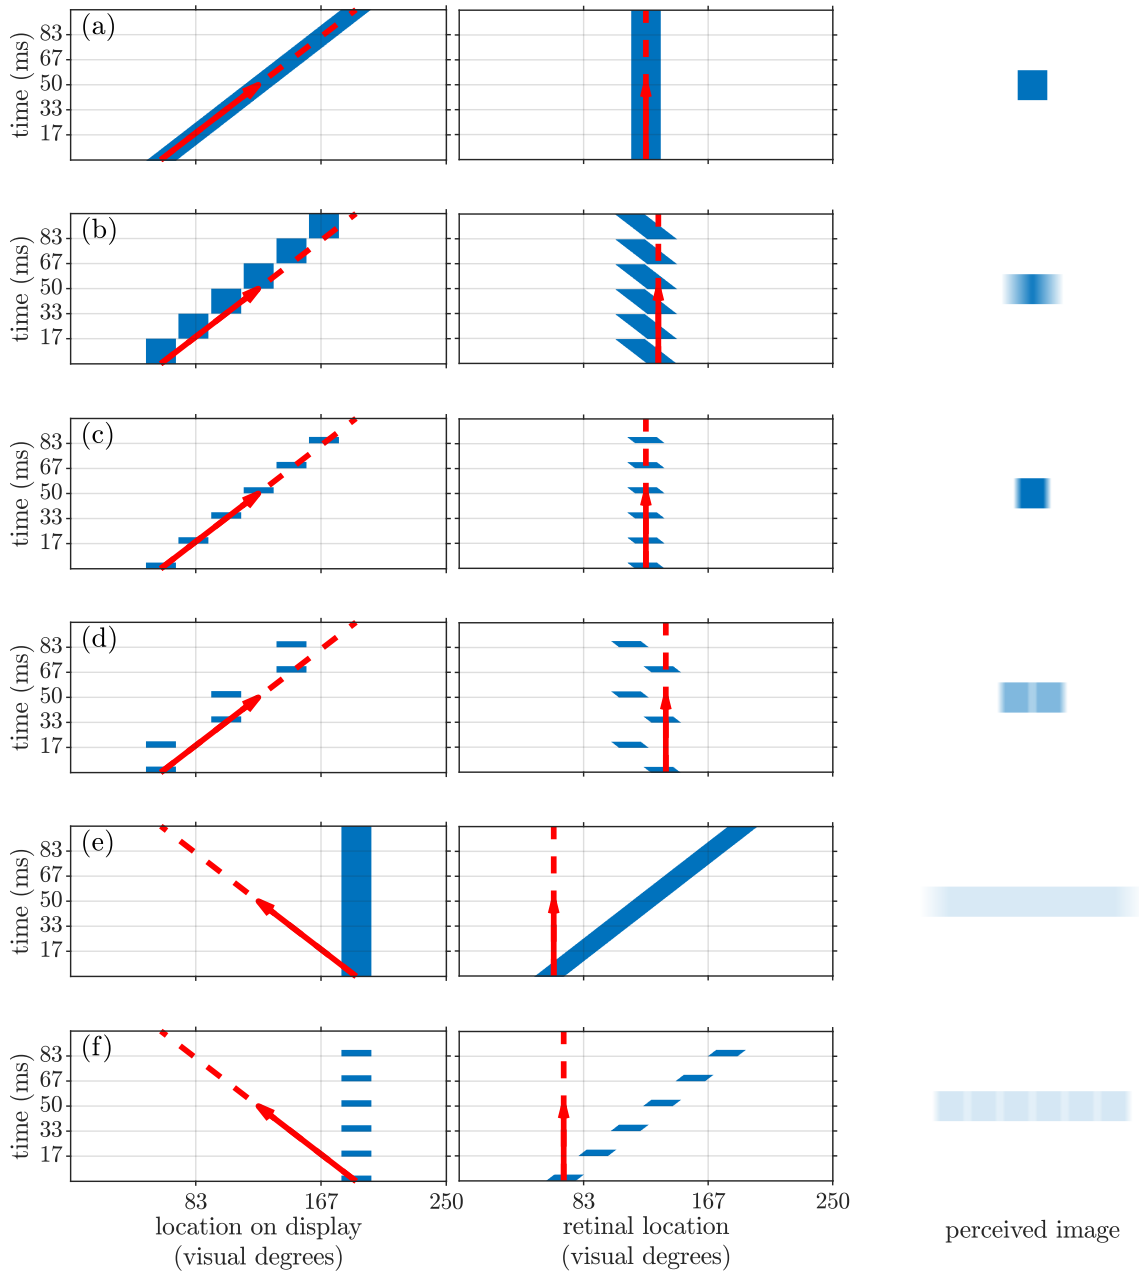 (a)
83
67
50
33
17
time (ms)
(b)
83
67
50
33
17
time (ms)
(c)
83
67
50
33
17
time (ms)
(d)
83
67
50
33
17
time (ms)
(e)
83
67
50
33
17
time (ms)
(f)
83
67
50
33
17
time (ms)
83 167 250 83 167 250
location on display
(visual degrees)
retinal location
(visual degrees)
perceived image